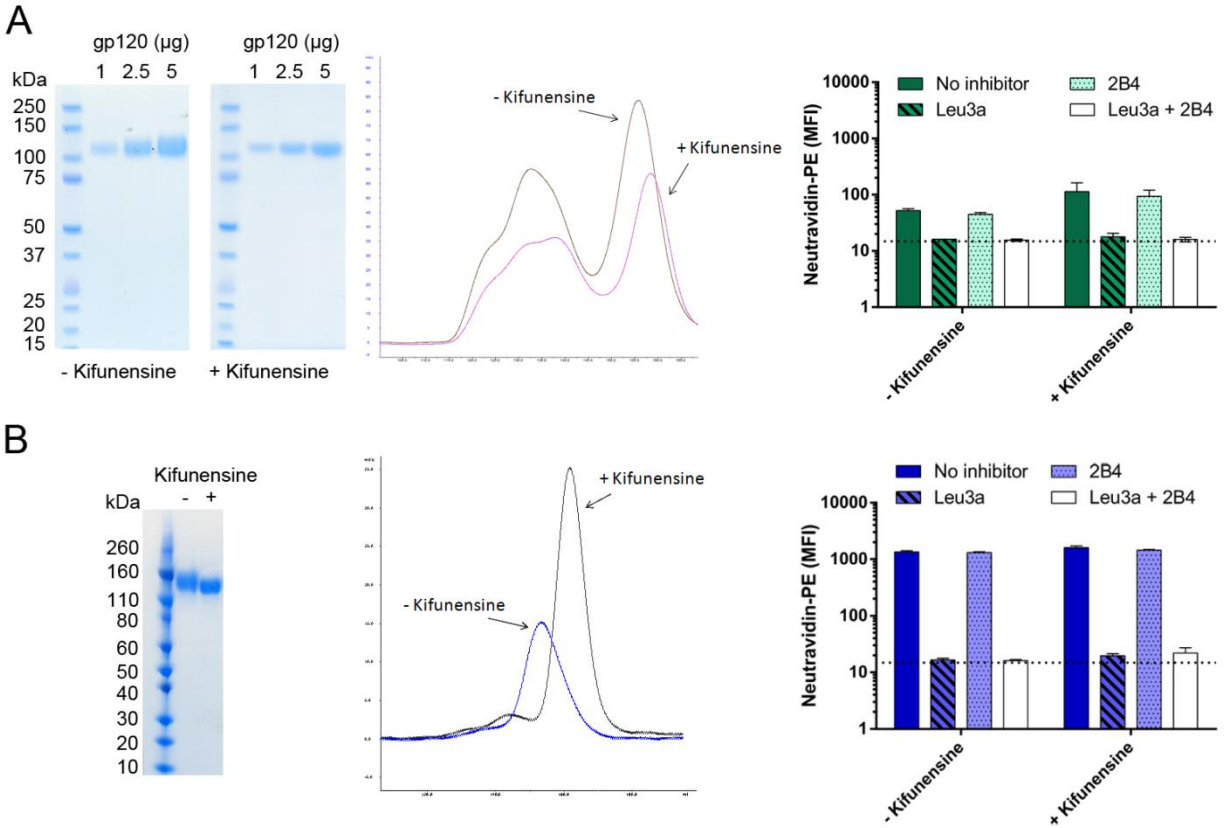 A
gp120 (µg)
1 2.5 5
gp120 (µg)
1 2.5 5
kDa
250
150
100
75
50
37
25
20
15
- Kifunensine
+ Kifunensine
- Kifunensine
+ Kifunensine
Neutravidin-PE (MFI)
10000
1000
100
10
1
No inhibitor
2B4
Leu3a
Leu3a + 2B4
- Kifunensine
+ Kifunensine
B
Kifunensine
- +
kDa
260
160
110
80
60
50
40
30
20
10
+ Kifunensine
- Kifunensine
Neutravidin-PE (MFI)
10000
1000
100
10
1
No inhibitor
2B4
Leu3a
Leu3a + 2B4
- Kifunensine
+ Kifunensine